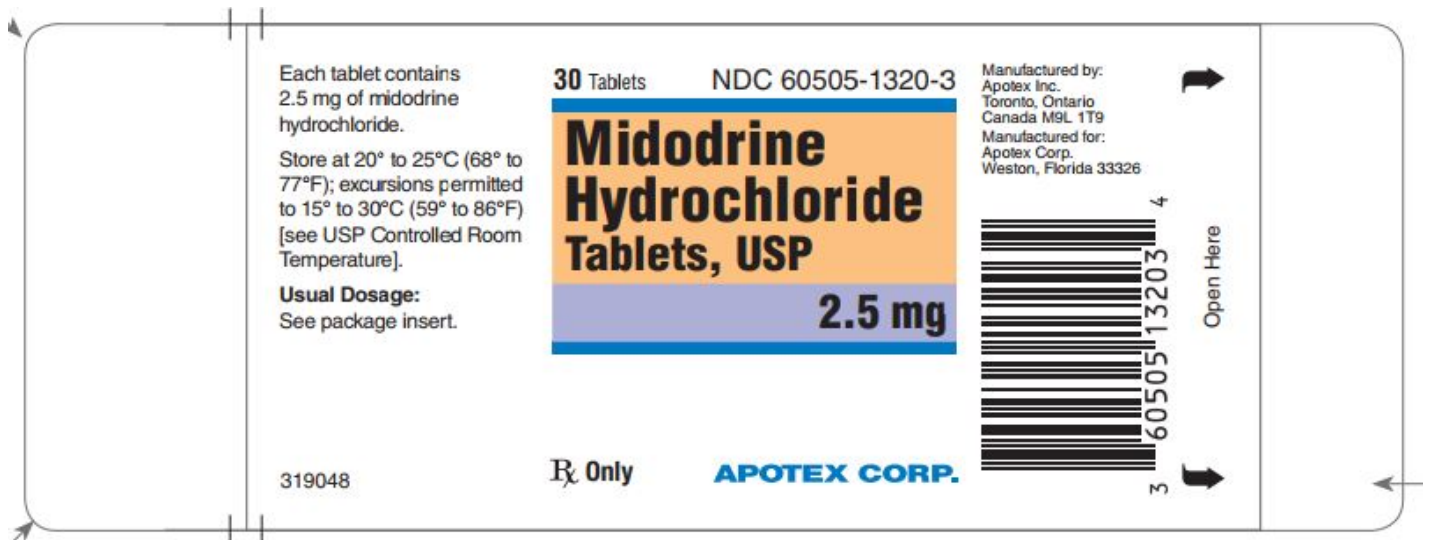 Each tablet contains
2.5 mg of midodrine
hydrochloride.
Store at 20° to 25°C (68° to
77°F); excursions permitted
to 15° to 30°C (59° to 86°F)
[see USP Controlled Room
Temperature].
Usual Dosage:
See package insert.
319048
30 Tablets NDC 60505-1320-3
Midodrine
Hydrochloride
Tablets, USP
2.5 mg
℞ Only APOTEX CORP.
Manufactured by:
Apotex Inc.
Toronto, Ontario
Canada M9L 1T9
Manufactured for:
Apotex Corp.
Weston, Florida 33326
3 60505 13203 4
Open Here